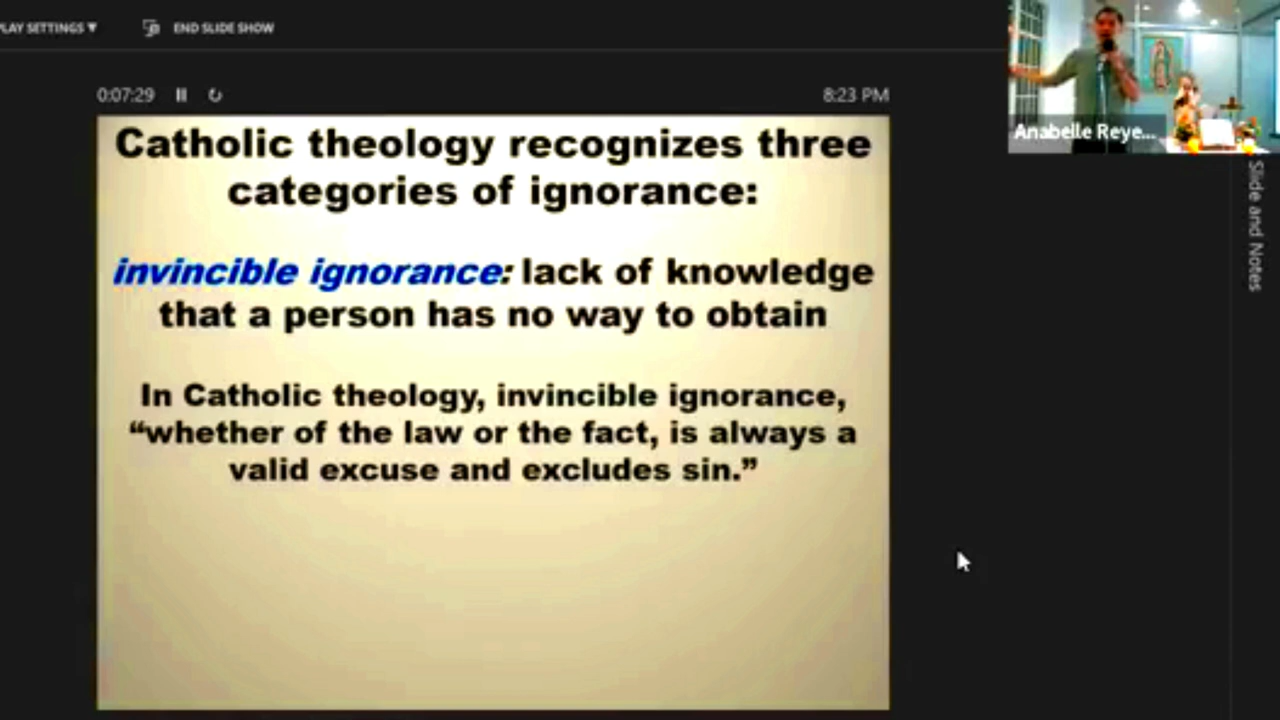 PLAY SETTINGS ▼ END SLIDE SHOW
0:07:29 8:23 PM
Anabelle Reye...
Slide and Notes
Catholic theology recognizes three
categories of ignorance:
invincible ignorance: lack of knowledge
that a person has no way to obtain
In Catholic theology, invincible ignorance,
“whether of the law or the fact, is always a
valid excuse and excludes sin.”